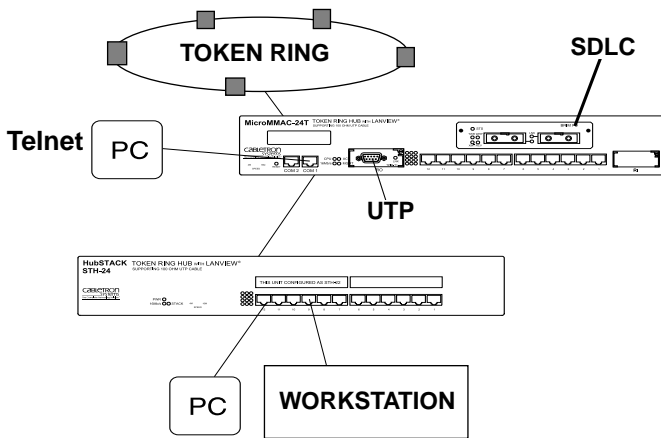 TOKEN RING
SDLC
MicroMMAC-24T TOKEN RING HUB with LANVIEW®
SUPPORTING 100 OHM UTP CABLE
Telnet
PC
CABLETRON
COM 2 COM 1
UTP
HubSTACK TOKEN RING HUB with LANVIEW®
STH-24 SUPPORTING 100 OHM UTP CABLE
THIS UNIT CONFIGURED AS STH-22
CABLETRON
PC
WORKSTATION